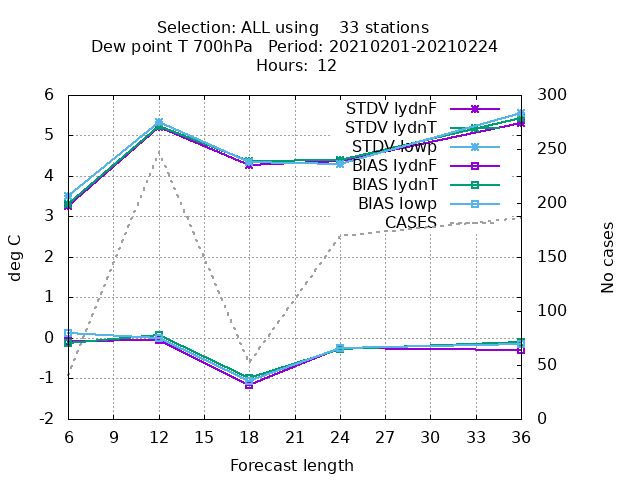 Selection: ALL using    33 stations
Dew point T 700hPa   Period: 20210201-20210224
Hours: 12
6
5
4
3
2
1
0
-1
-2
deg C
STDV lydnF
STDV lydnT
STDV lowp
BIAS lydnF
BIAS lydnT
BIAS lowp
CASES
300
250
200
150
100
50
0
No cases
6 9 12 15 18 21 24 27 30 33 36
Forecast length